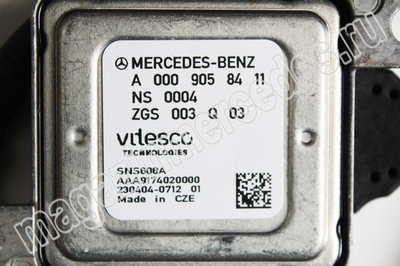 MERCEDES-BENZ
A 000 905 84 11
NS 0004
ZGS 003 Q 03
vitesco
TECHNOLOGIES
SNS608A
AAA9174020000
230404-0712 01
Made in CZE